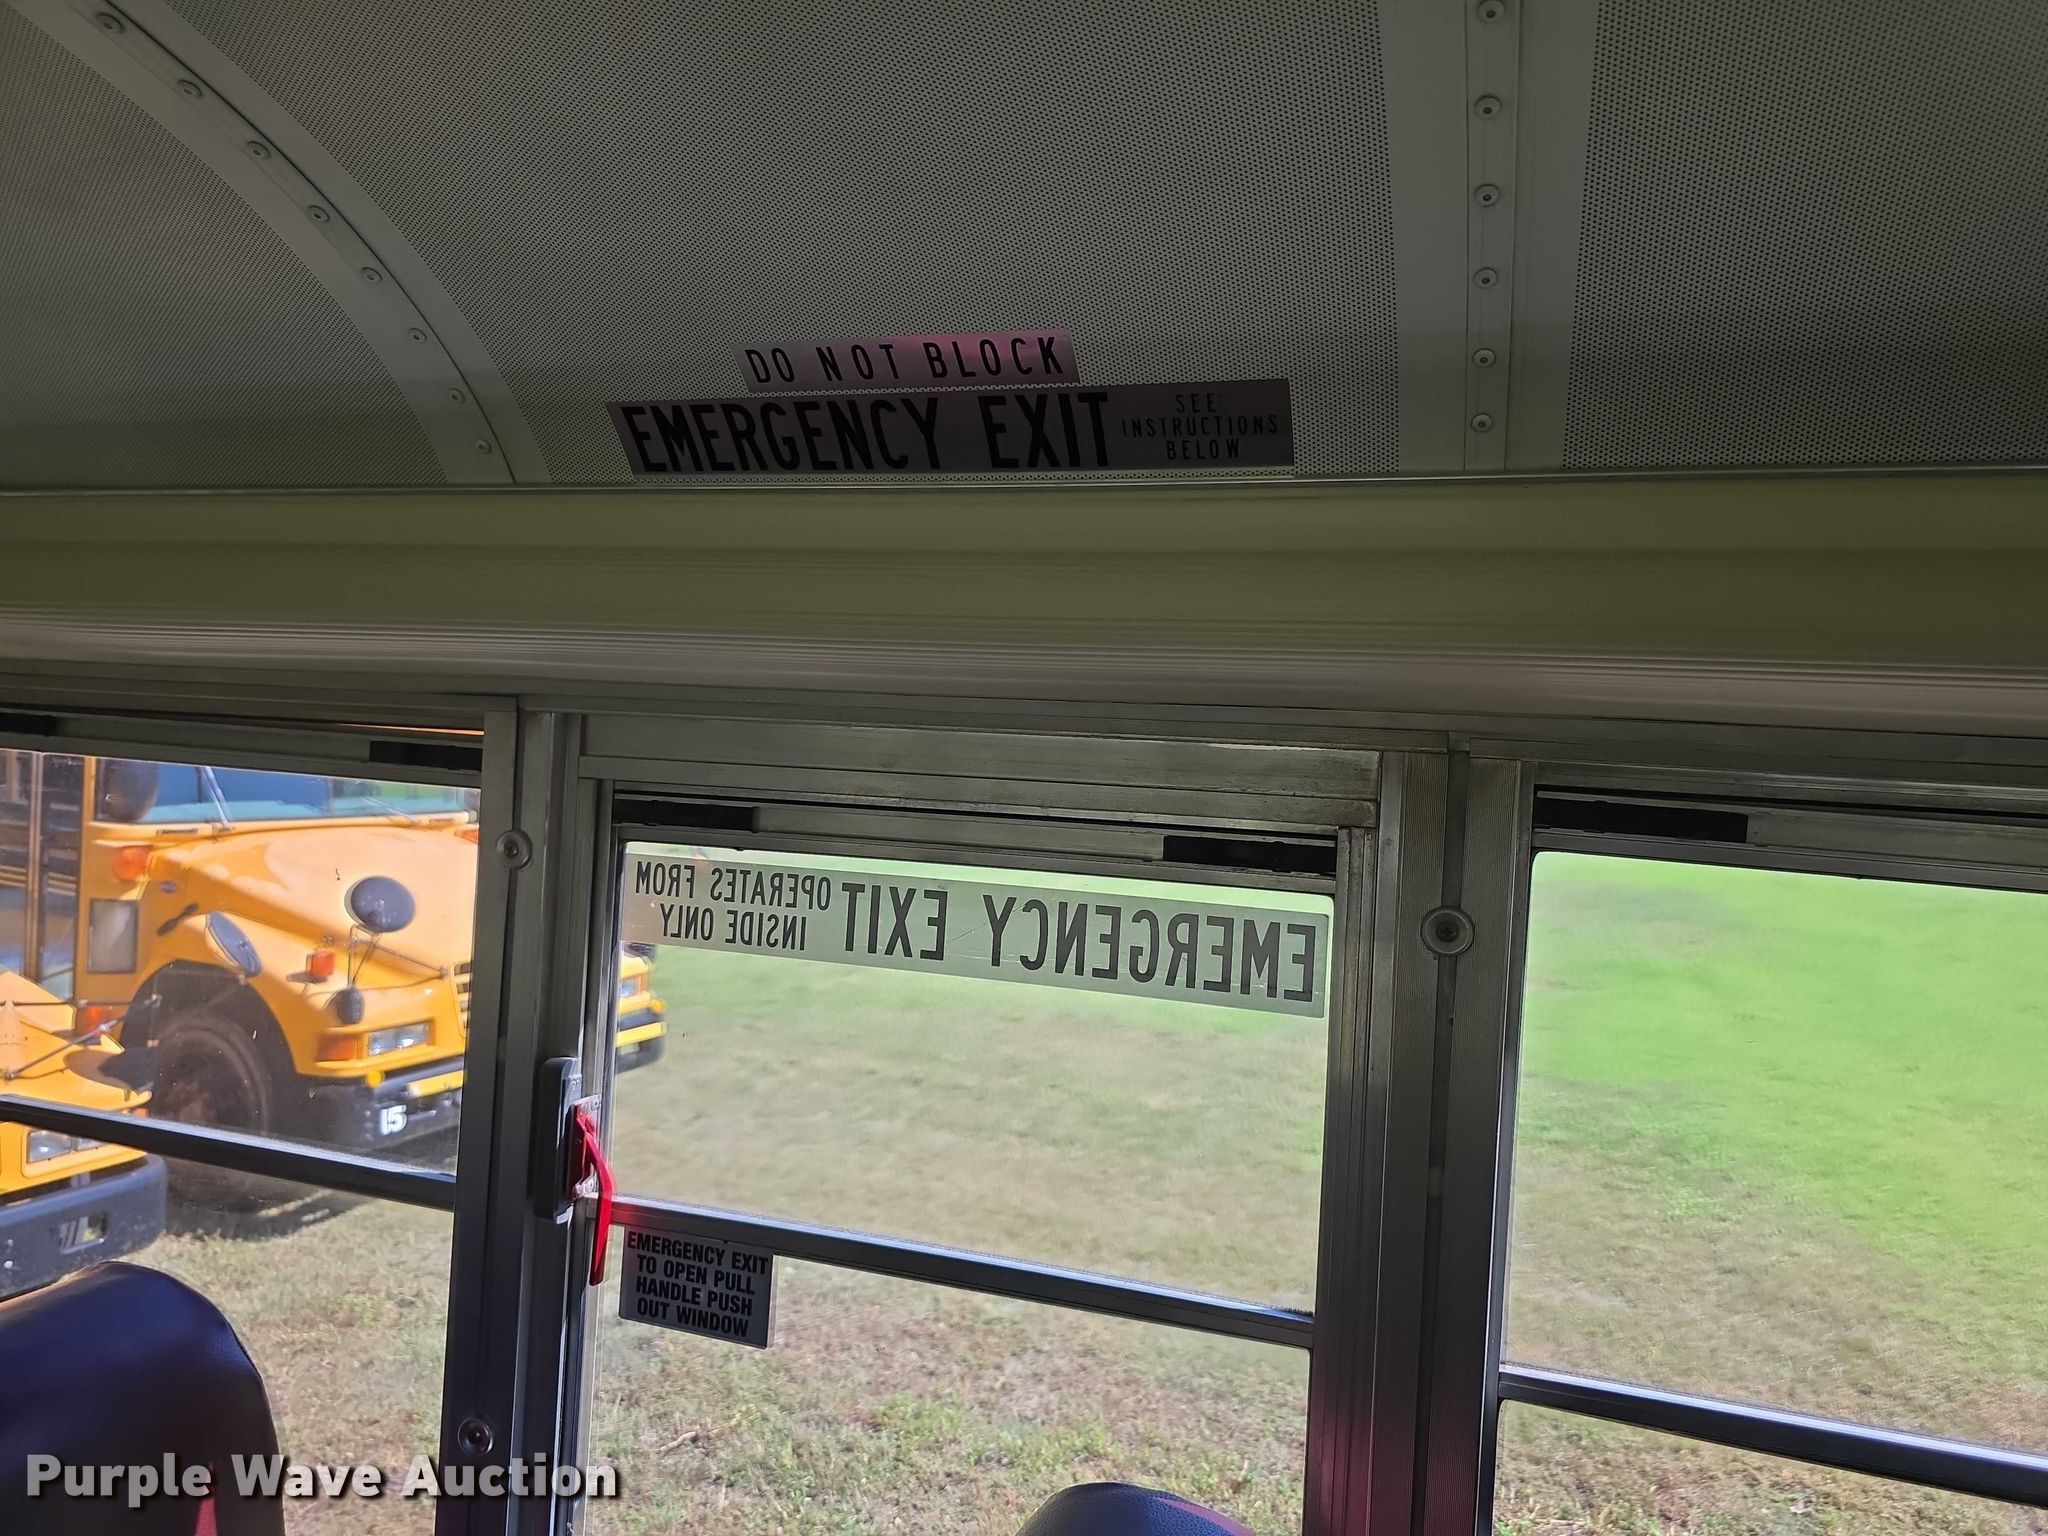 DO NOT BLOCK
EMERGENCY EXIT
SEE
INSTRUCTIONS
BELOW
EMERGENCY EXIT
OPERATES FROM
INSIDE ONLY
15
EMERGENCY EXIT
TO OPEN PULL
HANDLE PUSH
OUT WINDOW
Purple Wave Auction